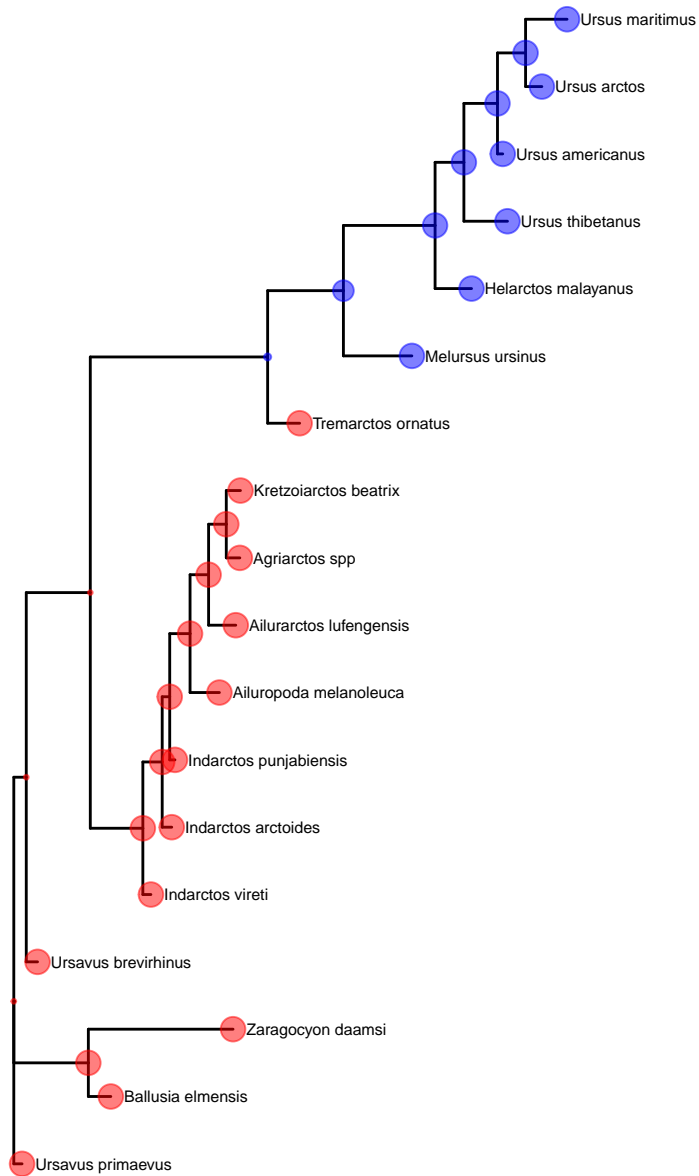 Ursus maritimus
Ursus arctos
Ursus americanus
Ursus thibetanus
Helarctos malayanus
Melursus ursinus
Tremarctos ornatus
Kretzoiarctos beatrix
Agriarctos spp
Ailurarctos lufengensis
Ailuropoda melanoleuca
Indarctos punjabiensis
Indarctos arctoides
Indarctos vireti
Ursavus brevirhinus
Zaragocyon daamsi
Ballusia elmensis
Ursavus primaevus